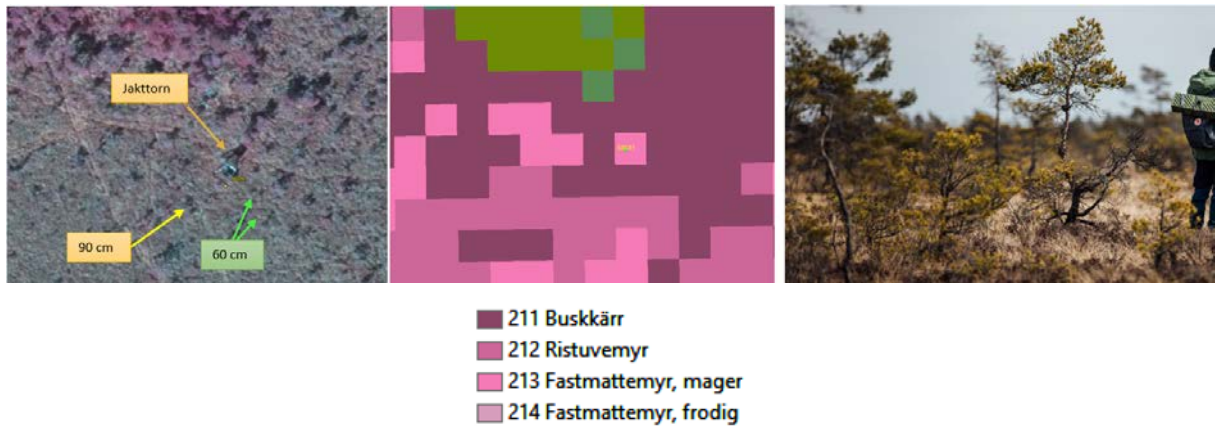 Jakttorn
90 cm
60 cm
211 Buskkärr
212 Ristuvemyr
213 Fastmattemyr, mager
214 Fastmattemyr, frodig